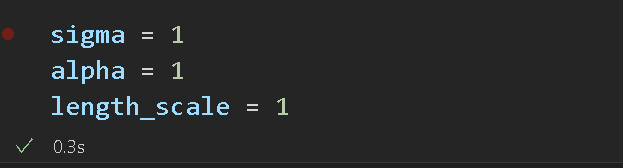 sigma = 1
alpha = 1
length_scale = 1
0.3s